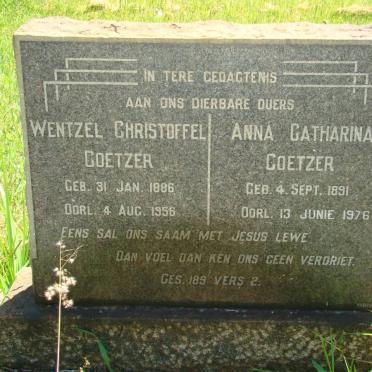 IN TERE GEDAGTENIS
AAN ONS DIERBARE OUERS
WENTZEL CHRISTOFFEL
COETZER
GEB. 31 JAN. 1886
OORL. 4 AUG. 1956
ANNA CATHARINA
COETZER
GEB. 4 SEPT. 1891
OORL. 13 JUNIE 1976
EENS SAL ONS SAAM MET JESUS LEWE
DAN VOEL DAN KEN ONS GEEN VERDRIET.
GES. 189 VERS 2.